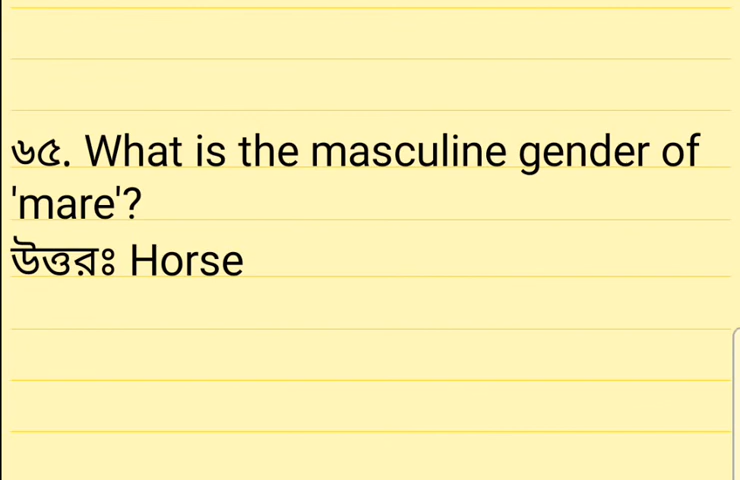 ৬৫. What is the masculine gender of
'mare'?
উত্তরঃ Horse